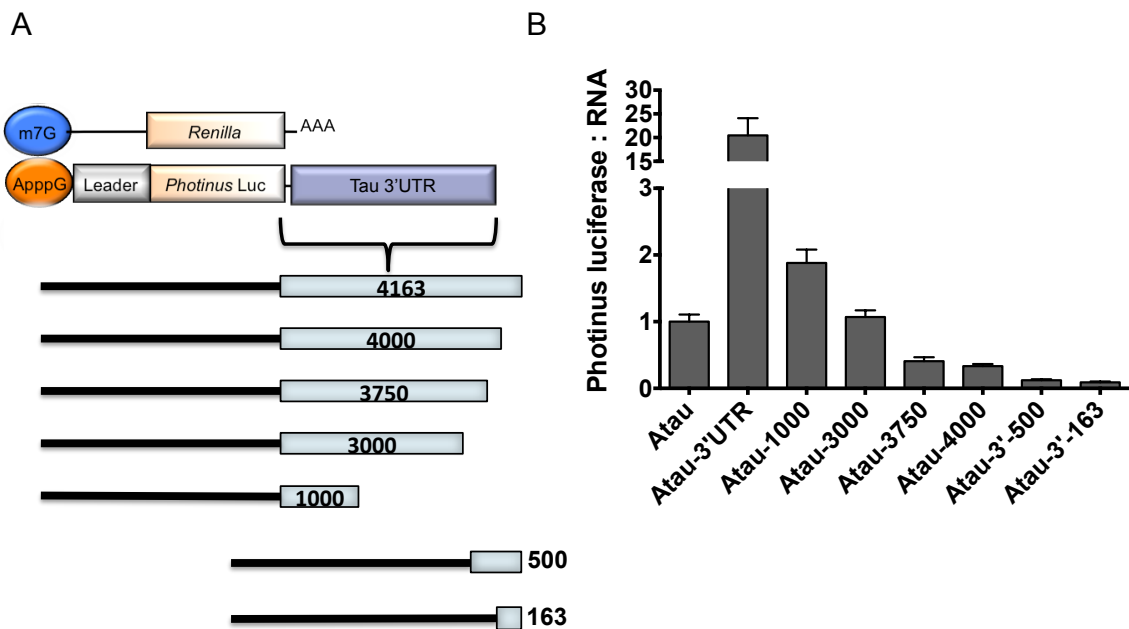 A
m7G
Renilla
AAA
ApppG
Leader
Photinus Luc
Tau 3'UTR
4163
4000
3750
3000
1000
500
163
B
Photinus luciferase : RNA
30
25
20
15
3
2
1
0
Atau
Atau-3'UTR
Atau-1000
Atau-3000
Atau-3750
Atau-4000
Atau-3'-500
Atau-3'-163